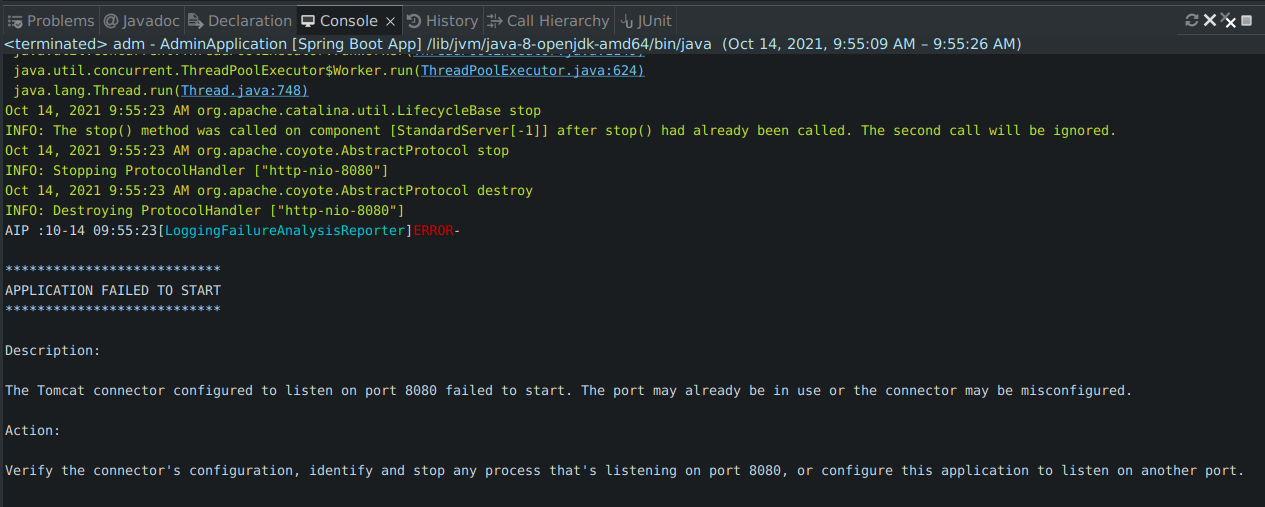 Problems @ Javadoc Declaration Console × History Call Hierarchy JUnit
<terminated> adm - AdminApplication [Spring Boot App] /lib/jvm/java-8-openjdk-amd64/bin/java (Oct 14, 2021, 9:55:09 AM – 9:55:26 AM)
java.util.concurrent.ThreadPoolExecutor$Worker.run(ThreadPoolExecutor.java:624)
java.lang.Thread.run(Thread.java:748)
Oct 14, 2021 9:55:23 AM org.apache.catalina.util.LifecycleBase stop
INFO: The stop() method was called on component [StandardServer[-1]] after stop() had already been called. The second call will be ignored.
Oct 14, 2021 9:55:23 AM org.apache.coyote.AbstractProtocol stop
INFO: Stopping ProtocolHandler ["http-nio-8080"]
Oct 14, 2021 9:55:23 AM org.apache.coyote.AbstractProtocol destroy
INFO: Destroying ProtocolHandler ["http-nio-8080"]
AIP :10-14 09:55:23[LoggingFailureAnalysisReporter]ERROR-
***************************
APPLICATION FAILED TO START
***************************
Description:
The Tomcat connector configured to listen on port 8080 failed to start. The port may already be in use or the connector may be misconfigured.
Action:
Verify the connector's configuration, identify and stop any process that's listening on port 8080, or configure this application to listen on another port.